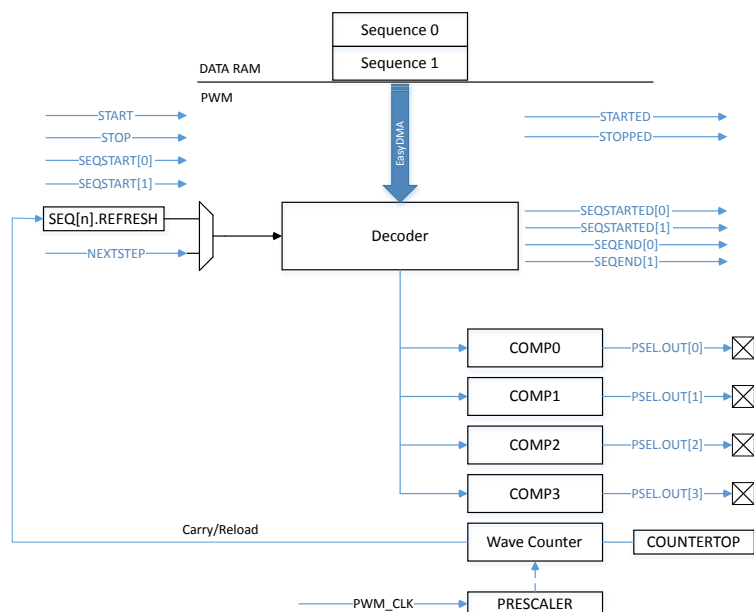 Sequence 0
Sequence 1
DATA RAM
PWM
START
STOP
SEQSTART[0]
SEQSTART[1]
EasyDMA
STARTED
STOPPED
SEQ[n].REFRESH
NEXTSTEP
Decoder
SEQSTARTED[0]
SEQSTARTED[1]
SEQEND[0]
SEQEND[1]
COMP0
PSEL.OUT[0]
COMP1
PSEL.OUT[1]
COMP2
PSEL.OUT[2]
COMP3
PSEL.OUT[3]
Carry/Reload
Wave Counter
COUNTERTOP
PWM_CLK
PRESCALER